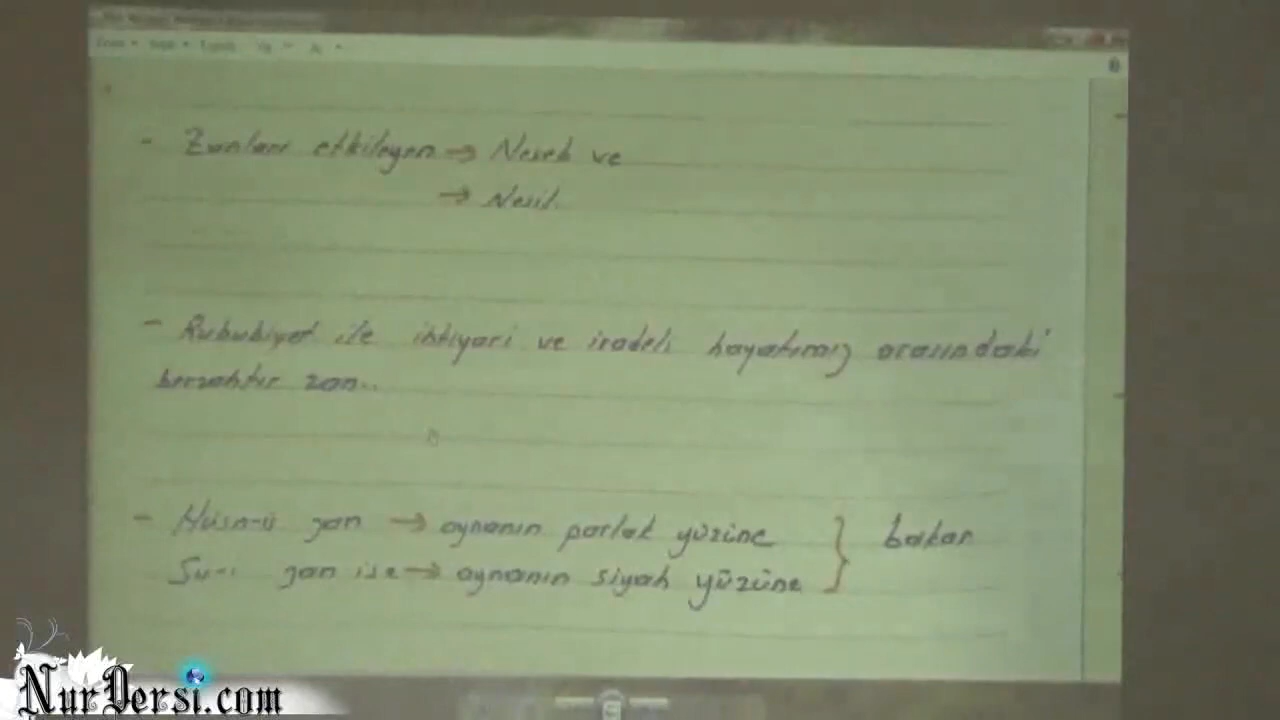 - Zanları etkileyen → Neseb ve
→ Nesil.
- Rububiyet ile ihtiyari ve iradeli hayatımız arasındaki
berzahtır zan..
- Hüsn-ü zan → aynanın parlak yüzüne } bakar
Su-i zan ise → aynanın siyah yüzüne
NurDersi.com